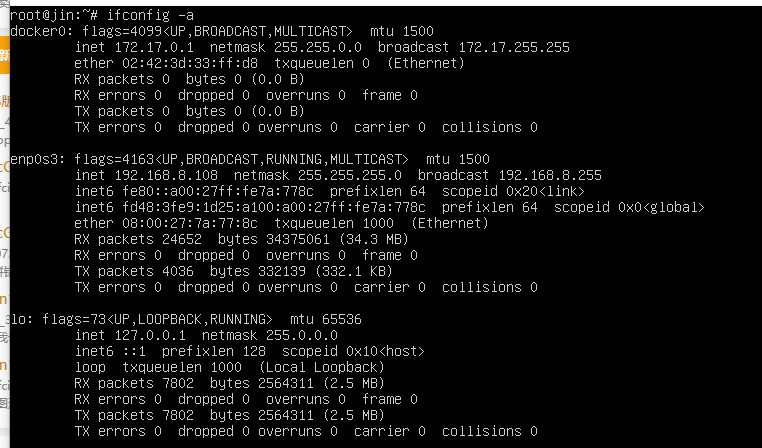 root@jin:~# ifconfig -a
docker0: flags=4099<UP,BROADCAST,MULTICAST>  mtu 1500
        inet 172.17.0.1  netmask 255.255.0.0  broadcast 172.17.255.255
        ether 02:42:3d:33:ff:d8  txqueuelen 0  (Ethernet)
        RX packets 0  bytes 0 (0.0 B)
        RX errors 0  dropped 0  overruns 0  frame 0
        TX packets 0  bytes 0 (0.0 B)
        TX errors 0  dropped 0 overruns 0  carrier 0  collisions 0

enp0s3: flags=4163<UP,BROADCAST,RUNNING,MULTICAST>  mtu 1500
        inet 192.168.8.108  netmask 255.255.255.0  broadcast 192.168.8.255
        inet6 fe80::a00:27ff:fe7a:778c  prefixlen 64  scopeid 0x20<link>
        inet6 fd48:3fe9:1d25:a100:a00:27ff:fe7a:778c  prefixlen 64  scopeid 0x0<global>
        ether 08:00:27:7a:77:8c  txqueuelen 1000  (Ethernet)
        RX packets 24652  bytes 34375061 (34.3 MB)
        RX errors 0  dropped 0  overruns 0  frame 0
        TX packets 4036  bytes 332139 (332.1 KB)
        TX errors 0  dropped 0 overruns 0  carrier 0  collisions 0

lo: flags=73<UP,LOOPBACK,RUNNING>  mtu 65536
        inet 127.0.0.1  netmask 255.0.0.0
        inet6 ::1  prefixlen 128  scopeid 0x10<host>
        loop  txqueuelen 1000  (Local Loopback)
        RX packets 7802  bytes 2564311 (2.5 MB)
        RX errors 0  dropped 0  overruns 0  frame 0
        TX packets 7802  bytes 2564311 (2.5 MB)
        TX errors 0  dropped 0 overruns 0  carrier 0  collisions 0